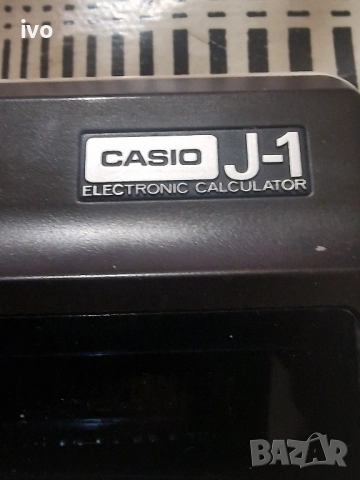 ivo
CASIO J-1
ELECTRONIC CALCULATOR
BAZAR